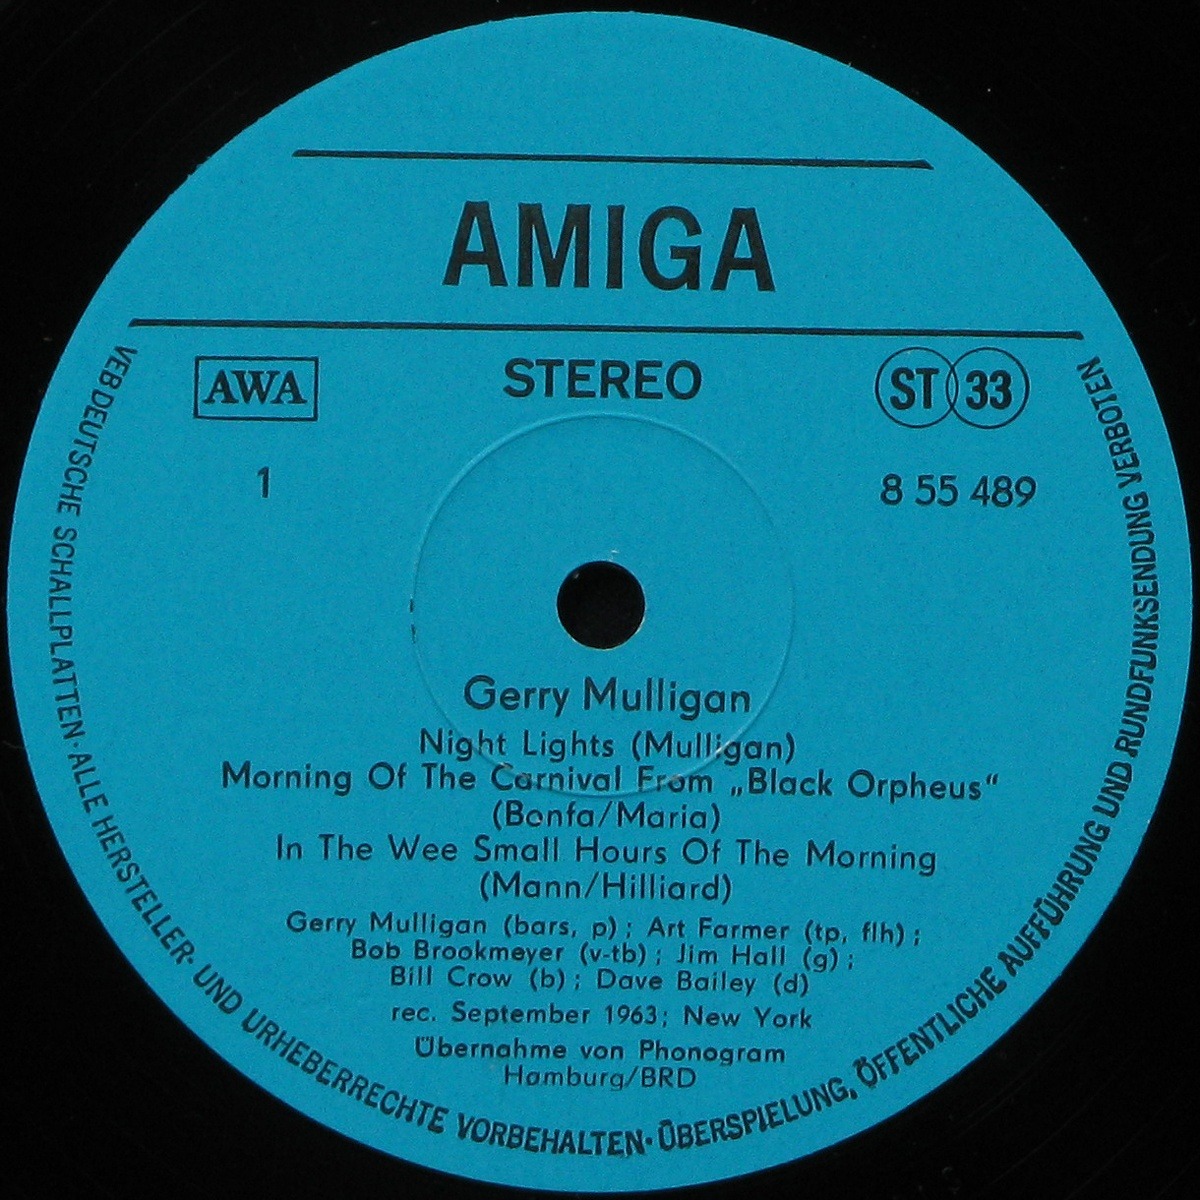 AMIGA
AWA
STEREO
ST 33
1
8 55 489
Gerry Mulligan
Night Lights (Mulligan)
Morning Of The Carnival From „Black Orpheus“
(Bonfa/Maria)
In The Wee Small Hours Of The Morning
(Mann/Hilliard)
Gerry Mulligan (bars, p) ; Art Farmer (tp, flh) ;
Bob Brookmeyer (v-tb) ; Jim Hall (g) ;
Bill Crow (b) ; Dave Bailey (d)
rec. September 1963; New York
Übernahme von Phonogram
Hamburg/BRD
VEB DEUTSCHE SCHALLPLATTEN · ALLE HERSTELLER- UND URHEBERRECHTE VORBEHALTEN · ÜBERSPIELUNG, ÖFFENTLICHE AUFFÜHRUNG UND RUNDFUNKSENDUNG VERBOTEN